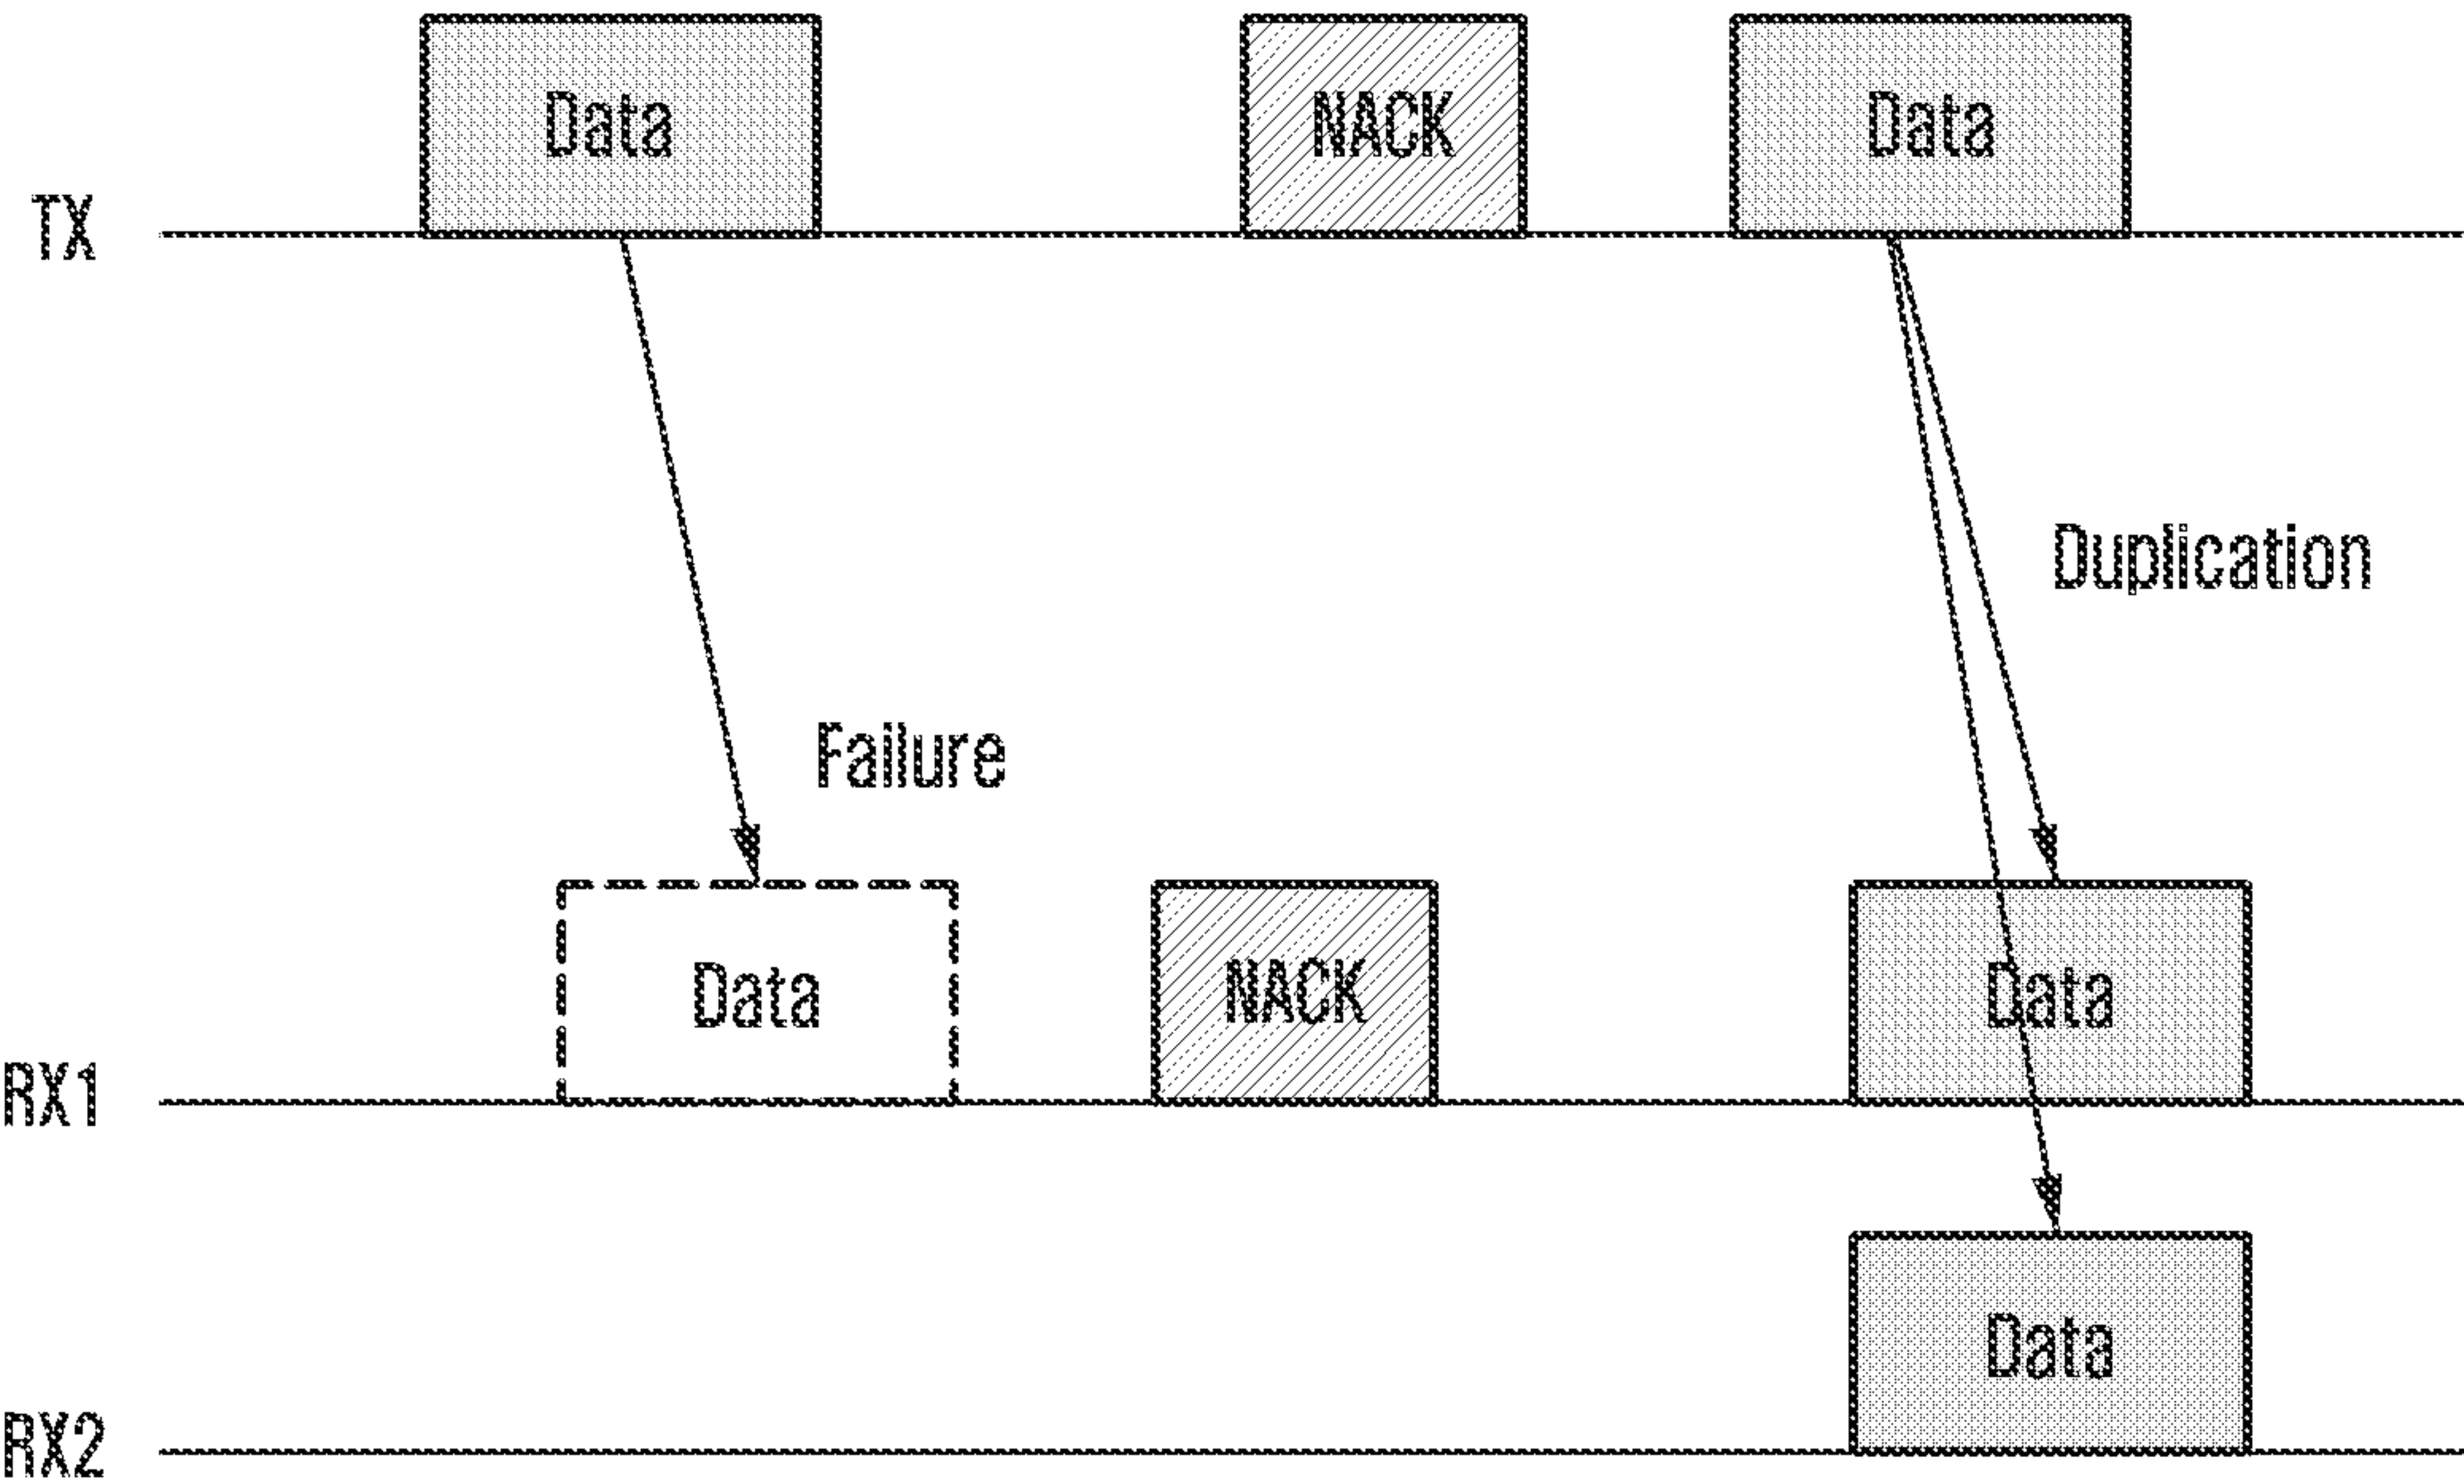 Data NACK Data
TX
Duplication
Failure
Data NACK Data
RX1
Data
RX2